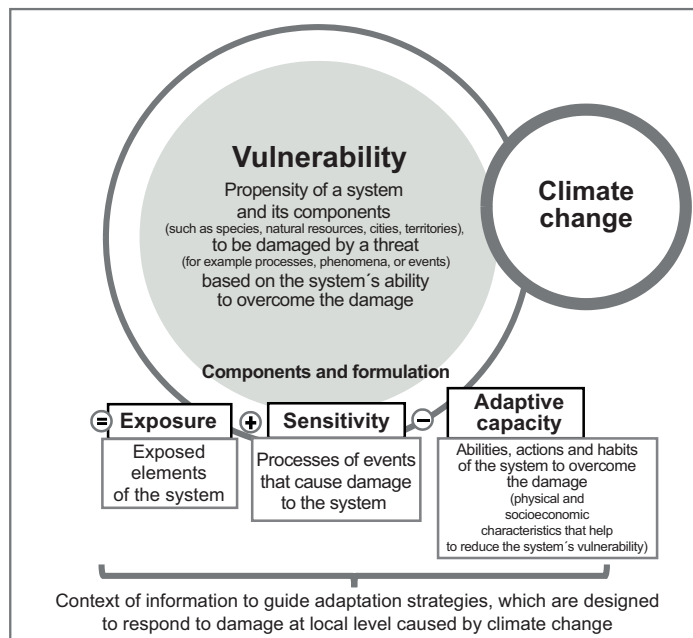 Vulnerability
Propensity of a system
and its components
(such as species, natural resources, cities, territories),
to be damaged by a threat
(for example processes, phenomena, or events)
based on the system´s ability
to overcome the damage
Climate
change
Components and formulation
= Exposure
Exposed
elements
of the system
+ Sensitivity
Processes of events
that cause damage
to the system
− Adaptive
capacity
Abilities, actions and habits
of the system to overcome
the damage
(physical and
socioeconomic
characteristics that help
to reduce the system´s vulnerability)
Context of information to guide adaptation strategies, which are designed
to respond to damage at local level caused by climate change